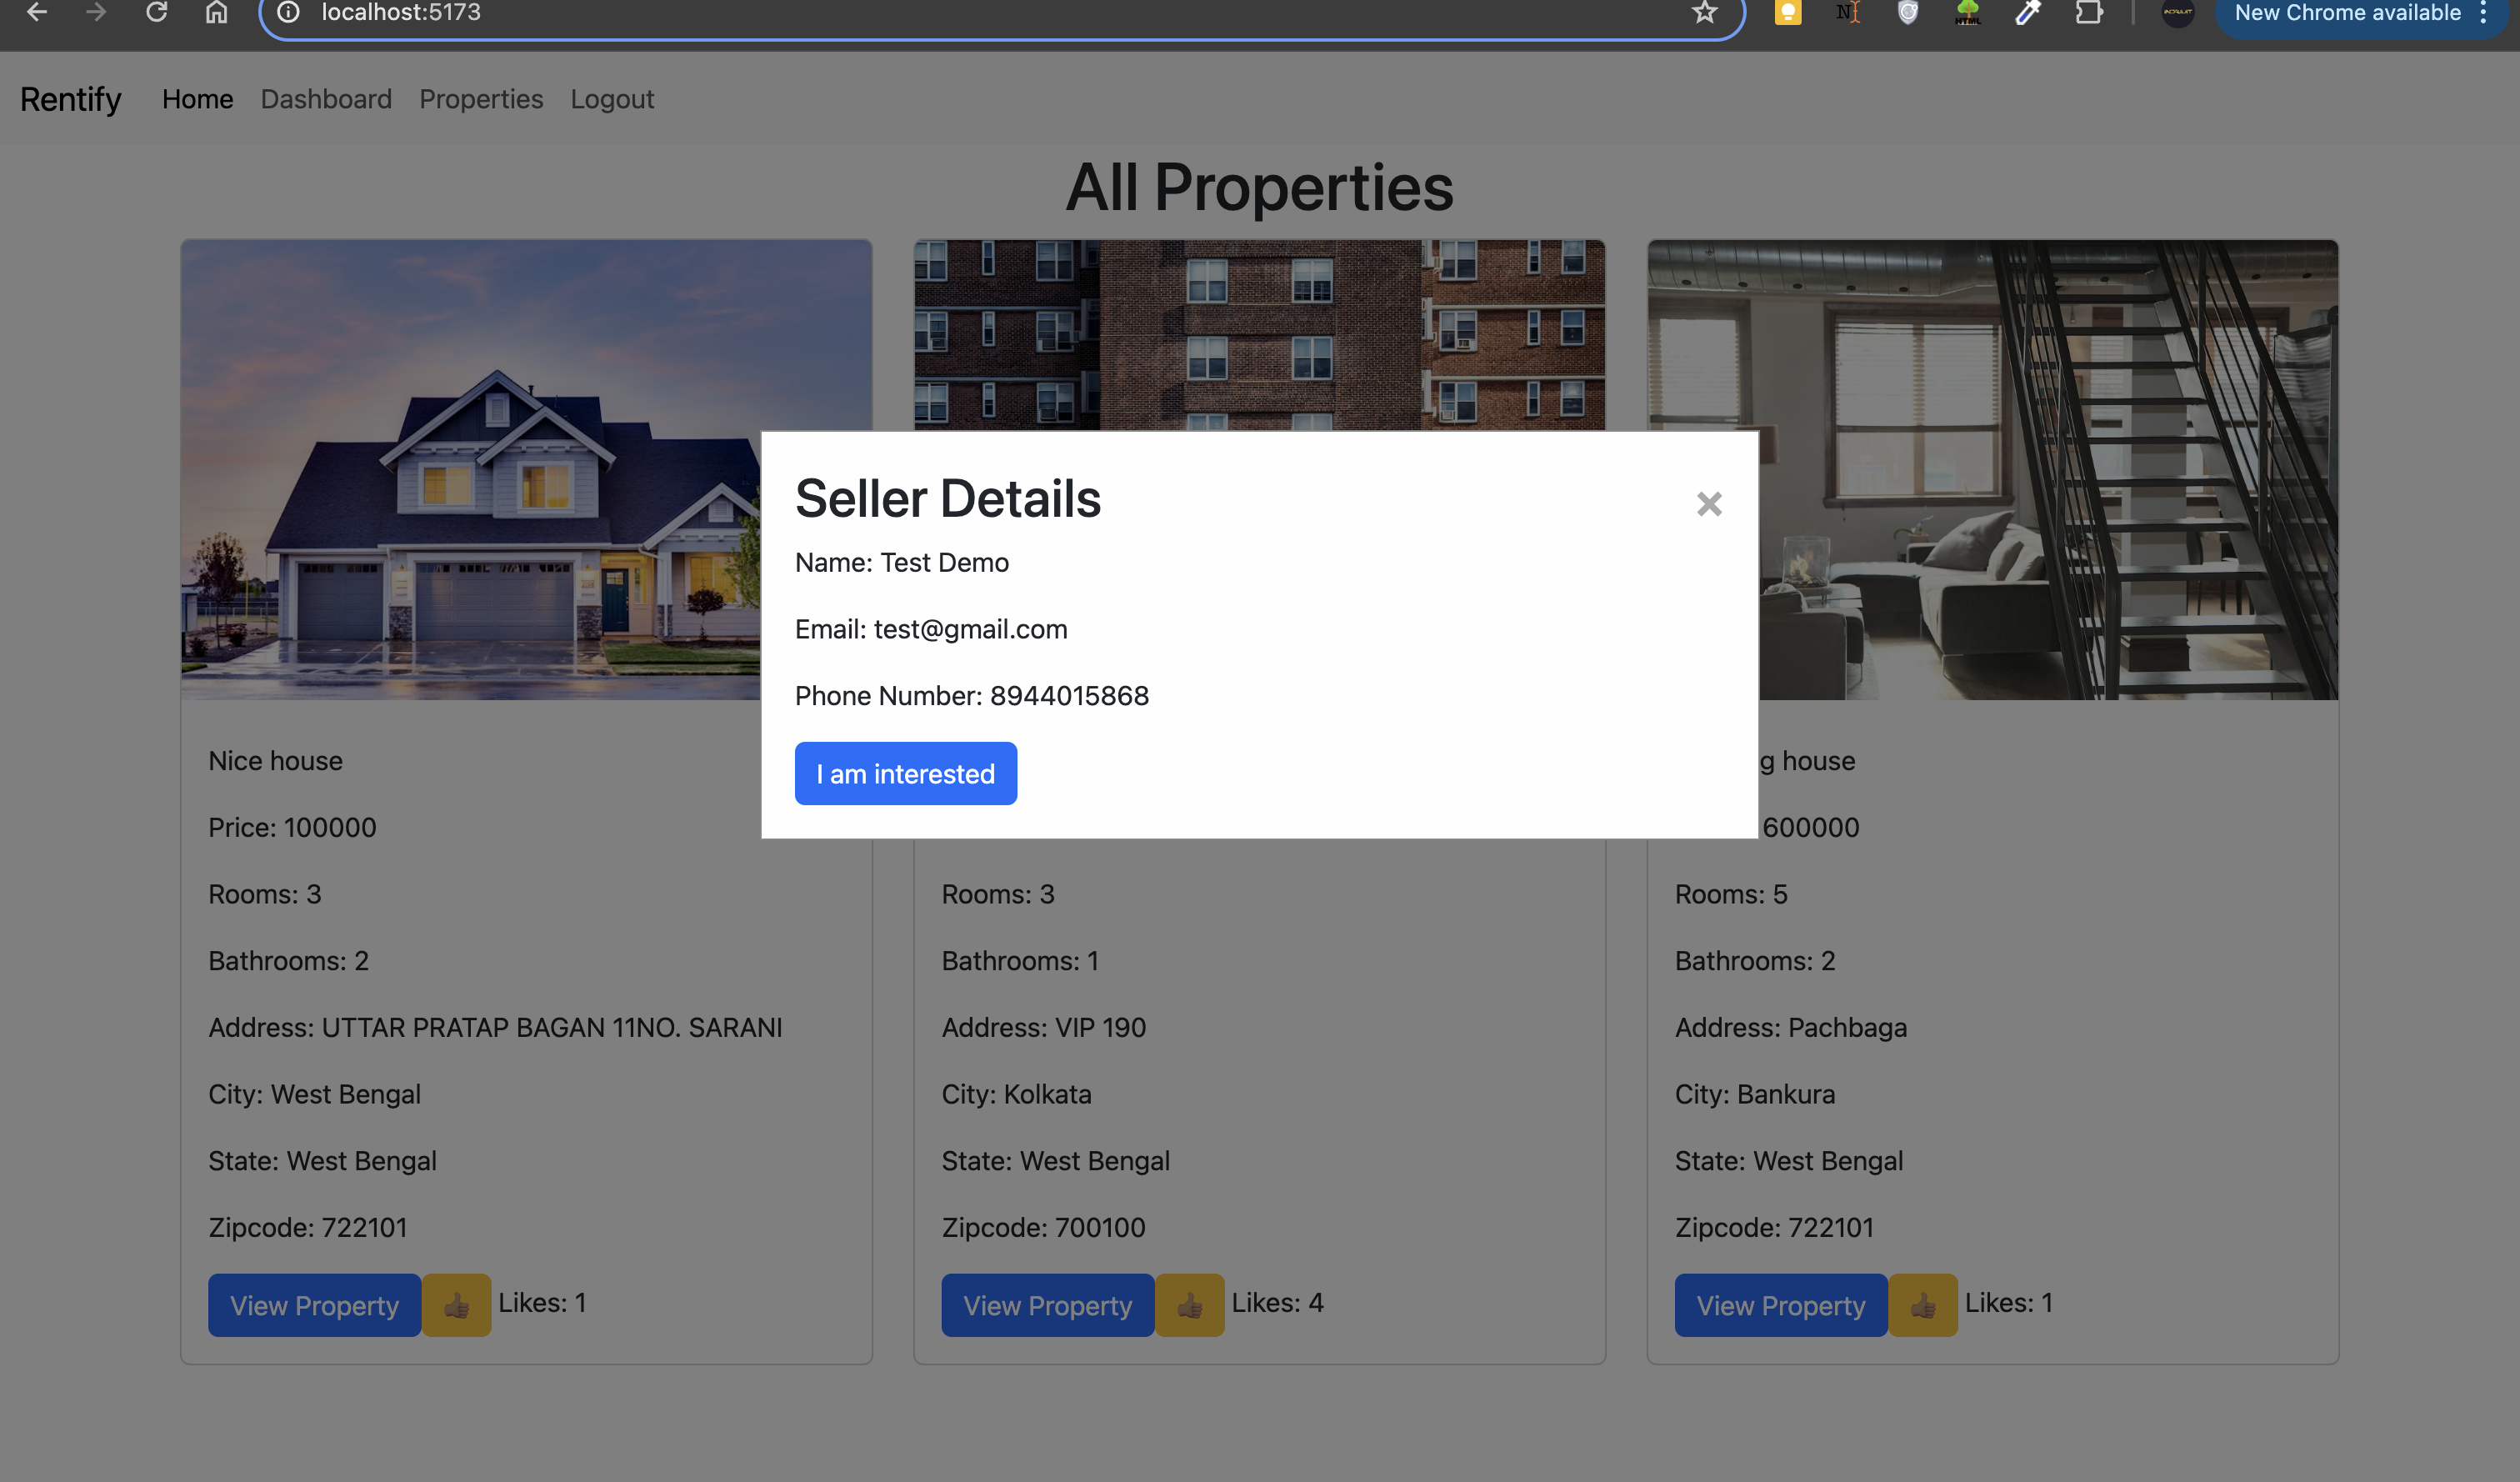 localhost:5173
New Chrome available
Rentify Home Dashboard Properties Logout
All Properties
Seller Details
×
Name: Test Demo
Email: test@gmail.com
Phone Number: 8944015868
I am interested
Nice house
Price: 100000
Rooms: 3
Bathrooms: 2
Address: UTTAR PRATAP BAGAN 11NO. SARANI
City: West Bengal
State: West Bengal
Zipcode: 722101
View Property Likes: 1
Rooms: 3
Bathrooms: 1
Address: VIP 190
City: Kolkata
State: West Bengal
Zipcode: 700100
View Property Likes: 4
g house
600000
Rooms: 5
Bathrooms: 2
Address: Pachbaga
City: Bankura
State: West Bengal
Zipcode: 722101
View Property Likes: 1